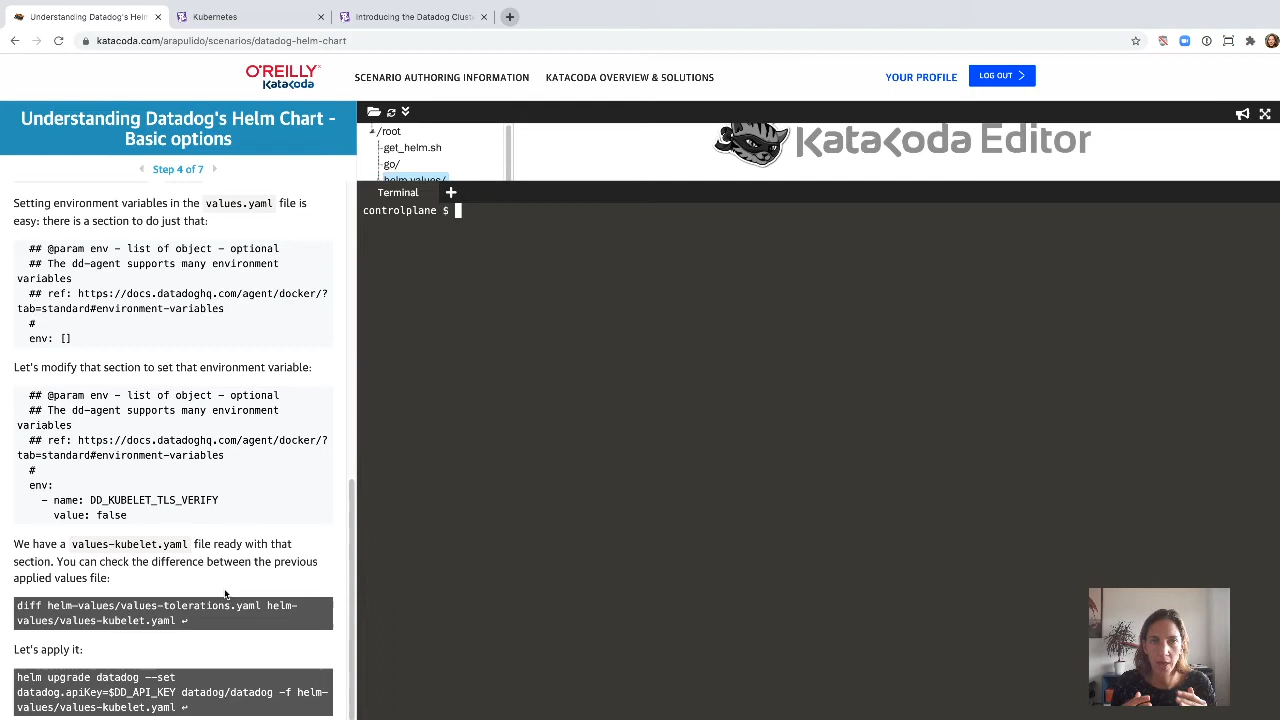 Understanding Datadog's Helm
Kubernetes
Introducing the Datadog Clust
katacoda.com/arapulido/scenarios/datadog-helm-chart
O'REILLY
Katakoda
SCENARIO AUTHORING INFORMATION
KATACODA OVERVIEW & SOLUTIONS
YOUR PROFILE
LOG OUT
Understanding Datadog's Helm Chart -
Basic options
Step 4 of 7
Setting environment variables in the values.yaml file is
easy: there is a section to do just that:
## @param env - list of object - optional
## The dd-agent supports many environment
variables
## ref: https://docs.datadoghq.com/agent/docker/?
tab=standard#environment-variables
#
env: []
Let's modify that section to set that environment variable:
## @param env - list of object - optional
## The dd-agent supports many environment
variables
## ref: https://docs.datadoghq.com/agent/docker/?
tab=standard#environment-variables
#
env:
- name: DD_KUBELET_TLS_VERIFY
value: false
We have a values-kubelet.yaml file ready with that
section. You can check the difference between the previous
applied values file:
diff helm-values/values-tolerations.yaml helm-
values/values-kubelet.yaml ↩
Let's apply it:
helm upgrade datadog --set
datadog.apiKey=$DD_API_KEY datadog/datadog -f helm-
values/values-kubelet.yaml ↩
/root
get_helm.sh
go/
helm-values/
Katakoda Editor
Terminal
controlplane $